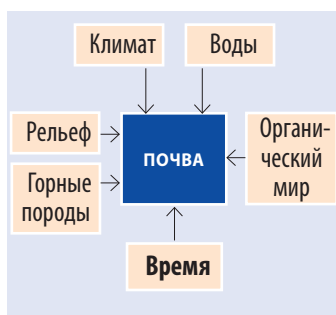 Климат
Воды
Рельеф
ПОЧВА
Органи-
ческий
мир
Горные
породы
Время